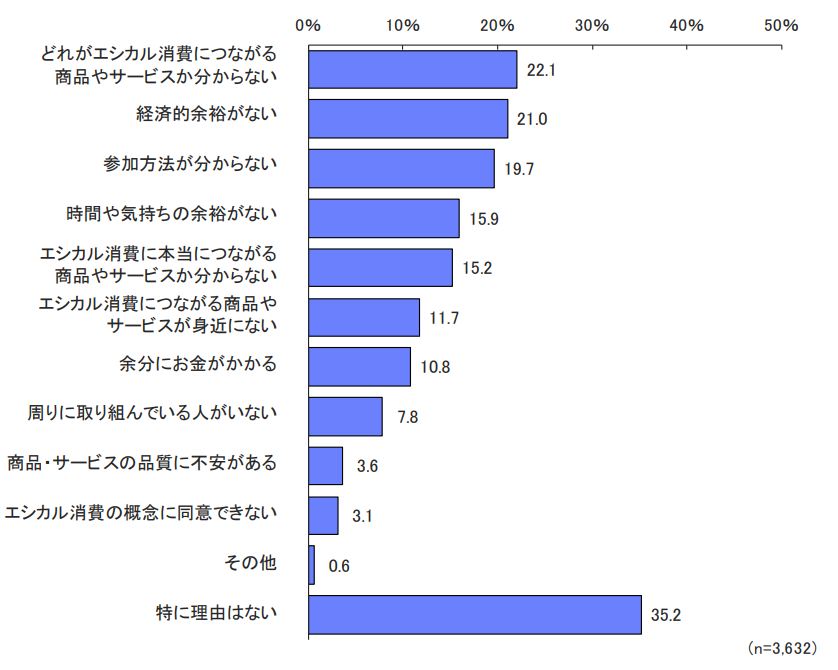 0% 10% 20% 30% 40% 50%
どれがエシカル消費につながる
商品やサービスか分からない
22.1
経済的余裕がない
21.0
参加方法が分からない
19.7
時間や気持ちの余裕がない
15.9
エシカル消費に本当につながる
商品やサービスか分からない
15.2
エシカル消費につながる商品や
サービスが身近にない
11.7
余分にお金がかかる
10.8
周りに取り組んでいる人がいない
7.8
商品・サービスの品質に不安がある
3.6
エシカル消費の概念に同意できない
3.1
その他
0.6
特に理由はない
35.2
(n=3,632)